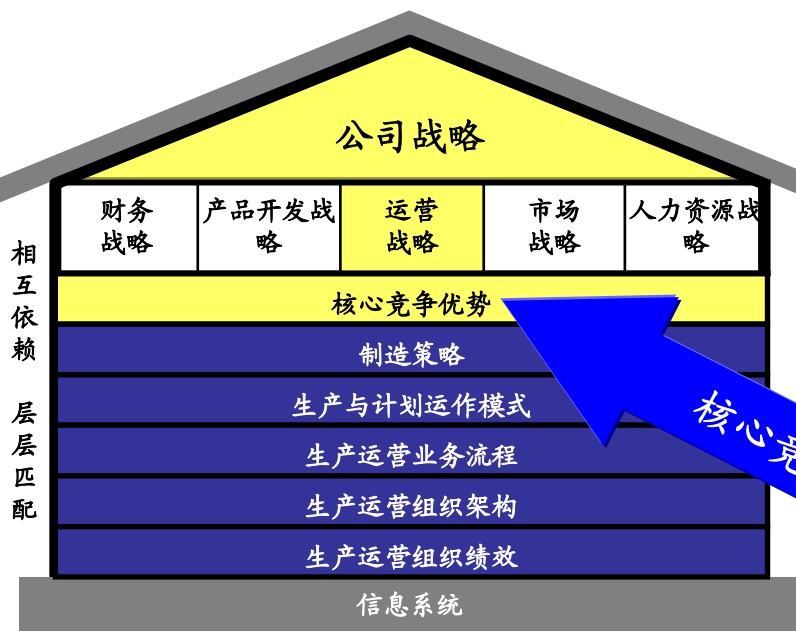 公司战略
财务
战略
产品开发战
略
运营
战略
市场
战略
人力资源战
略
相互依赖 层层匹配
核心竞争优势
制造策略
生产与计划运作模式
生产运营业务流程
生产运营组织架构
生产运营组织绩效
信息系统
核心竞